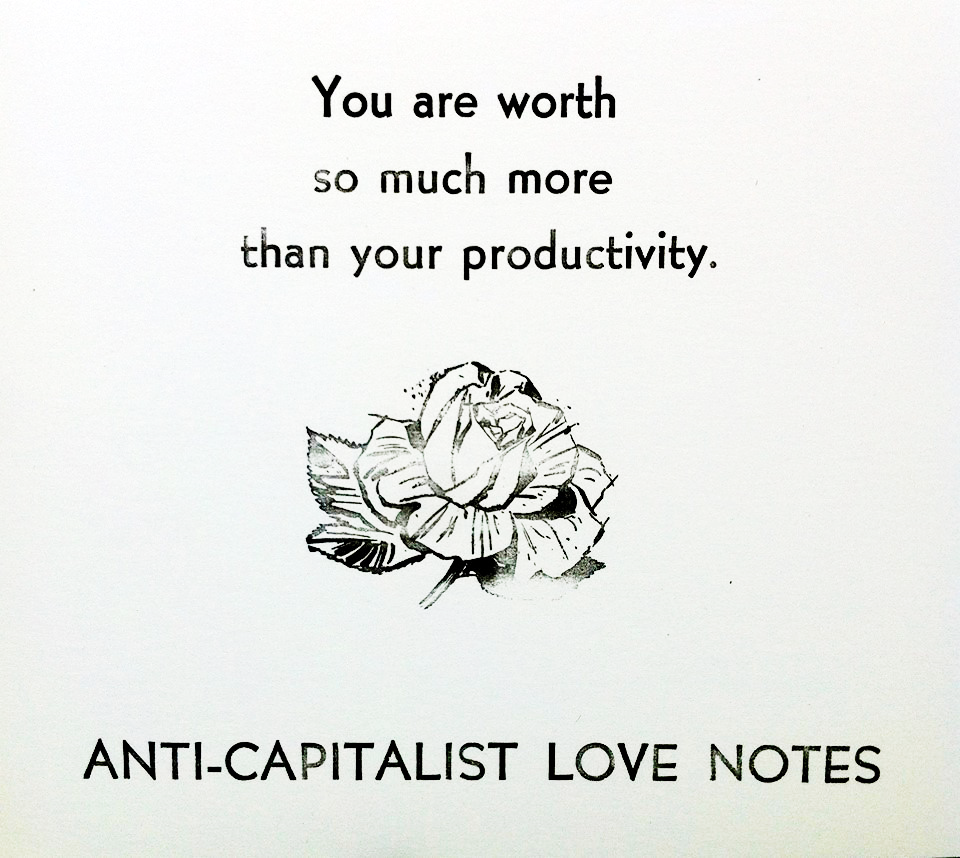 You are worth
so much more
than your productivity.
ANTI-CAPITALIST LOVE NOTES